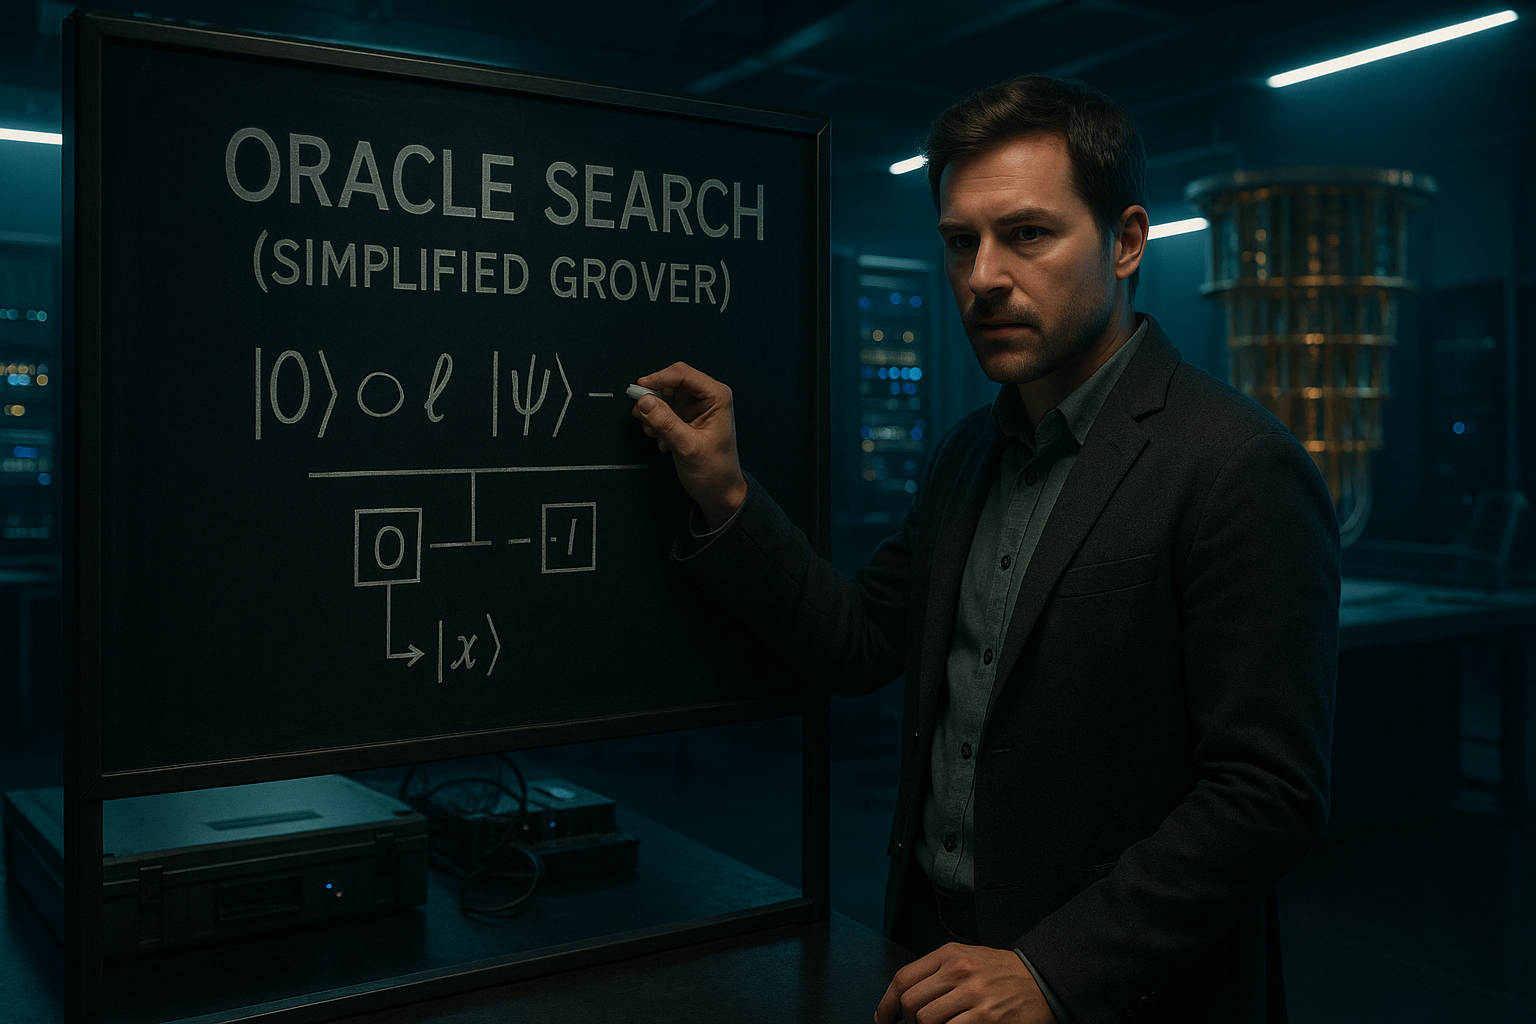 ORACLE SEARCH
(SIMPLIFIED GROVER)
|0⟩ ○ ℓ |ψ⟩ –
0 - ·1
|x⟩